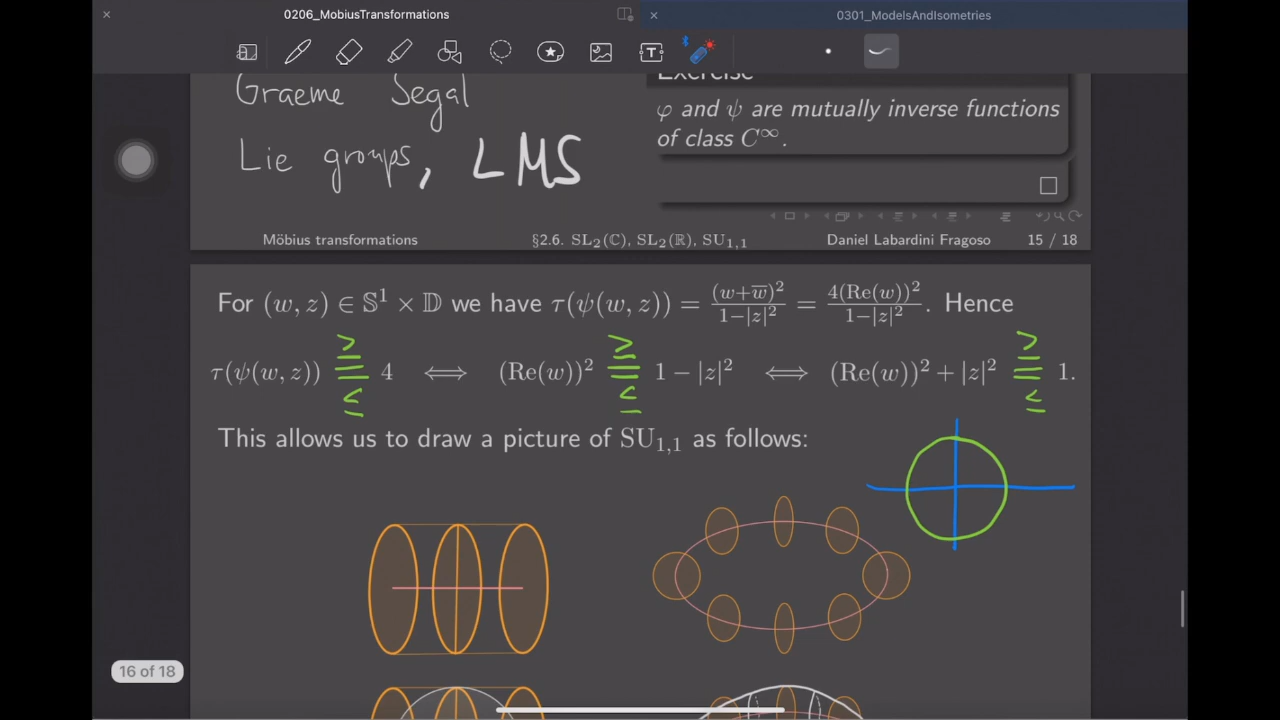 0206_MobiusTransformations
0301_ModelsAndIsometries
Graeme Segal
Lie groups, LMS
Exercise
φ and ψ are mutually inverse functions
of class C^∞.
Möbius transformations §2.6. SL₂(ℂ), SL₂(ℝ), SU₁,₁ Daniel Labardini Fragoso 15 / 18
For (w, z) ∈ 𝕊¹ × 𝔻 we have τ(ψ(w, z)) = (w+w̅)²/(1−|z|²) = 4(Re(w))²/(1−|z|²). Hence
τ(ψ(w, z)) ≥ = ≤ 4 ⟺ (Re(w))² ≥ = ≤ 1 − |z|² ⟺ (Re(w))² + |z|² ≥ = ≤ 1.
This allows us to draw a picture of SU₁,₁ as follows:
16 of 18